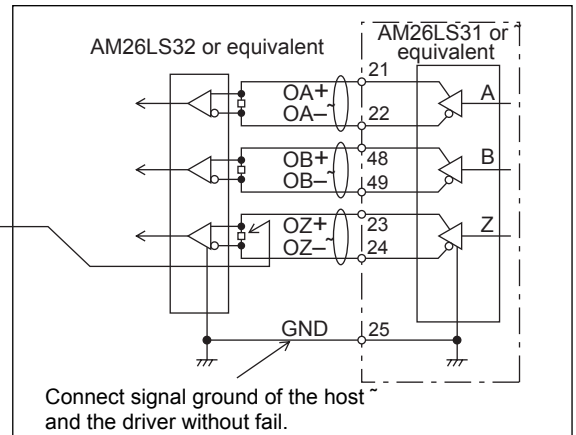 AM26LS32 or equivalent
AM26LS31 or ~
equivalent
21
OA+
OA−~
22
A
OB+
OB−~
48
49
B
OZ+
OZ−~
23
24
Z
GND
25
Connect signal ground of the host ~
and the driver without fail.